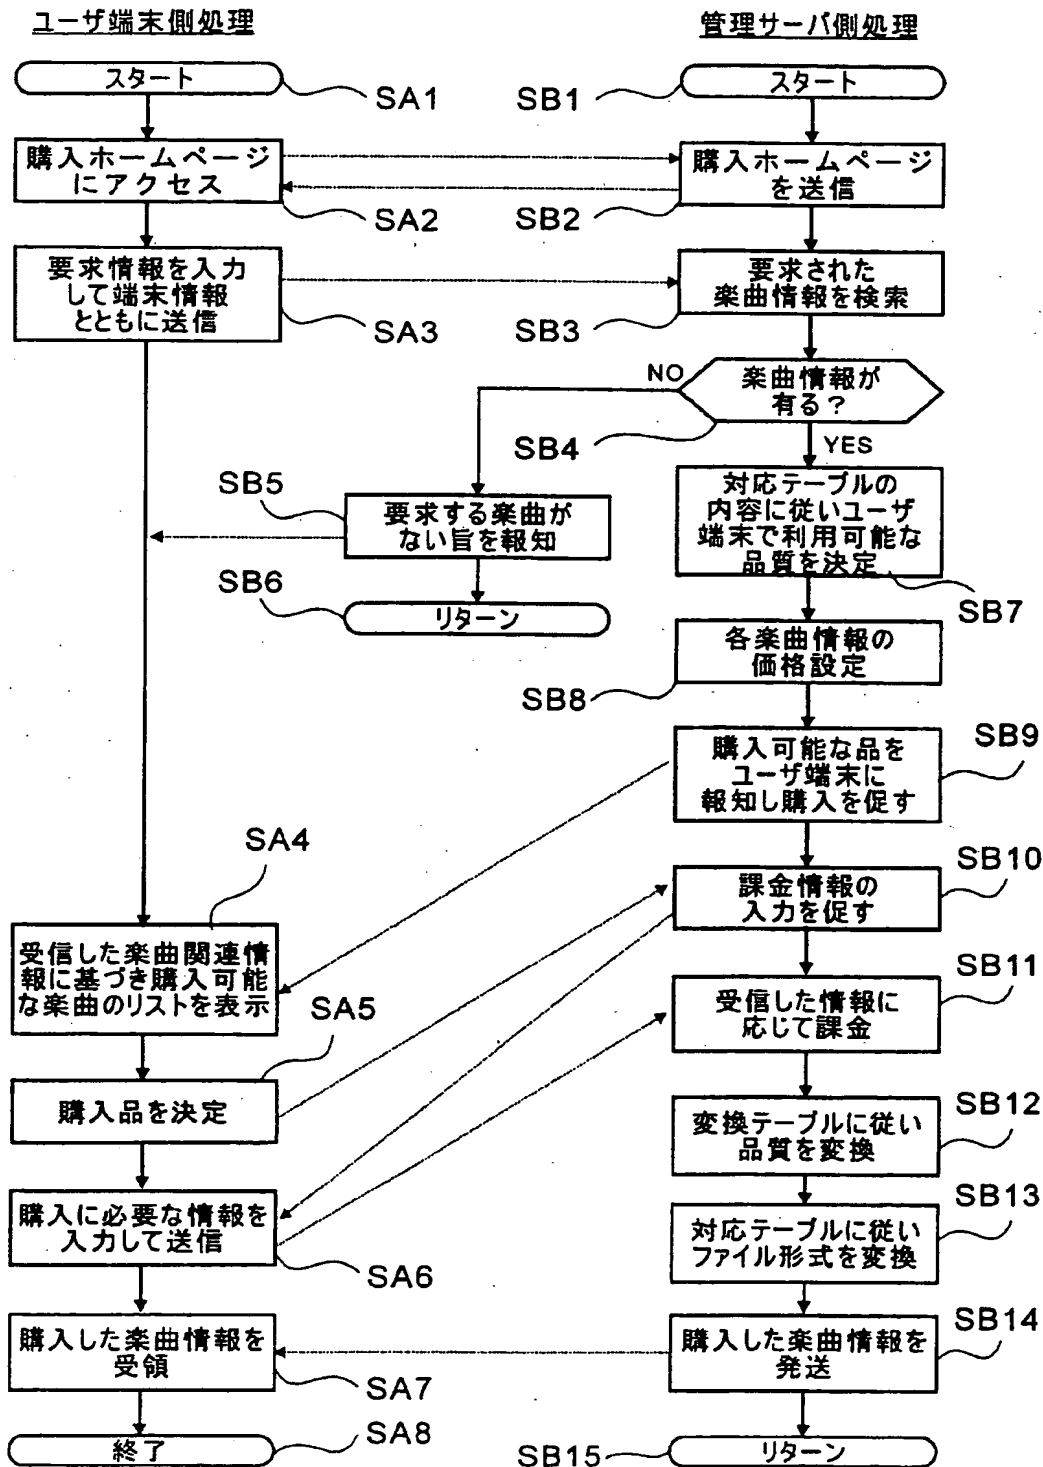 ユーザ端末側処理
管理サーバ側処理
スタート
SA1
SB1
スタート
購入ホームページ
にアクセス
SA2
購入ホームページ
を送信
SB2
要求情報を入力
して端末情報
とともに送信
SA3
要求された
楽曲情報を検索
SB3
楽曲情報が
有る?
NO
SB4
YES
SB5
要求する楽曲が
ない旨を報知
SB6
リターン
対応テーブルの
内容に従いユーザ
端末で利用可能な
品質を決定
SB7
各楽曲情報の
価格設定
SB8
購入可能な品を
ユーザ端末に
報知し購入を促す
SB9
SA4
受信した楽曲関連情
報に基づき購入可能
な楽曲のリストを表示
課金情報の
入力を促す
SB10
SA5
購入品を決定
受信した情報に
応じて課金
SB11
変換テーブルに従い
品質を変換
SB12
購入に必要な情報を
入力して送信
SA6
対応テーブルに従い
ファイル形式を変換
SB13
購入した楽曲情報を
受領
SA7
購入した楽曲情報を
発送
SB14
終了
SA8
SB15
リターン